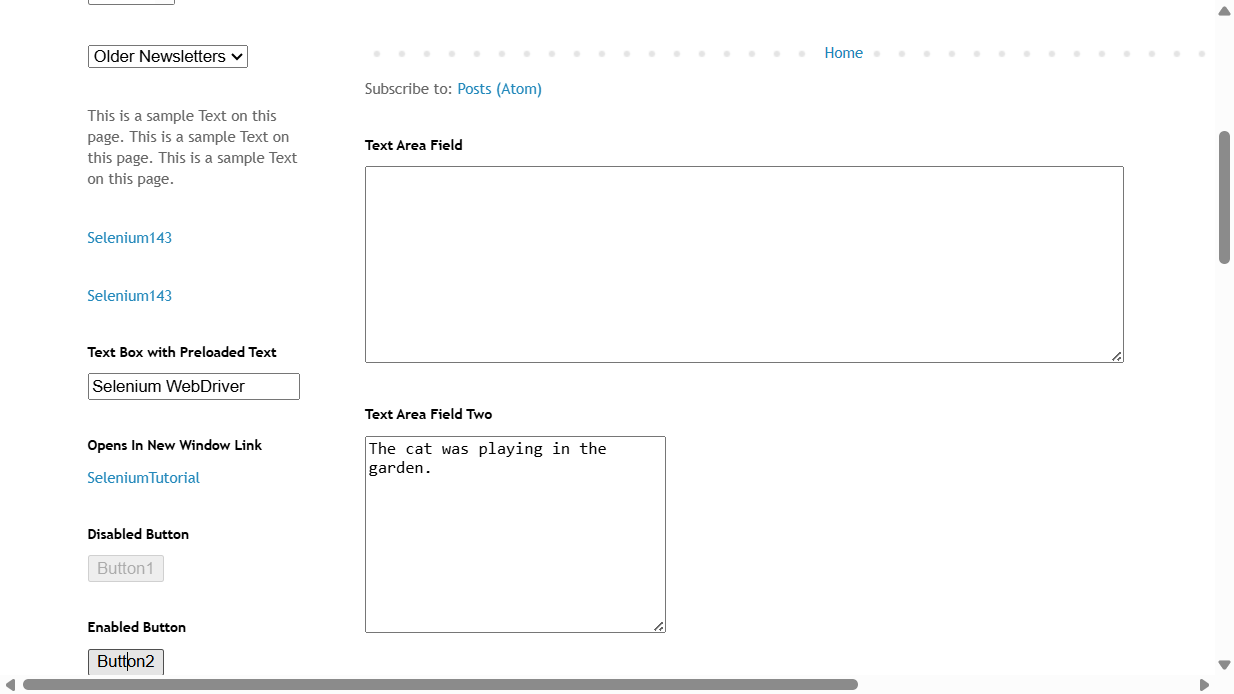 Older Newsletters
This is a sample Text on this
page. This is a sample Text on
this page. This is a sample Text
on this page.
Selenium143
Selenium143
Text Box with Preloaded Text
Selenium WebDriver
Opens In New Window Link
SeleniumTutorial
Disabled Button
Button1
Enabled Button
Button2
Home
Subscribe to: Posts (Atom)
Text Area Field
Text Area Field Two
The cat was playing in the
garden.